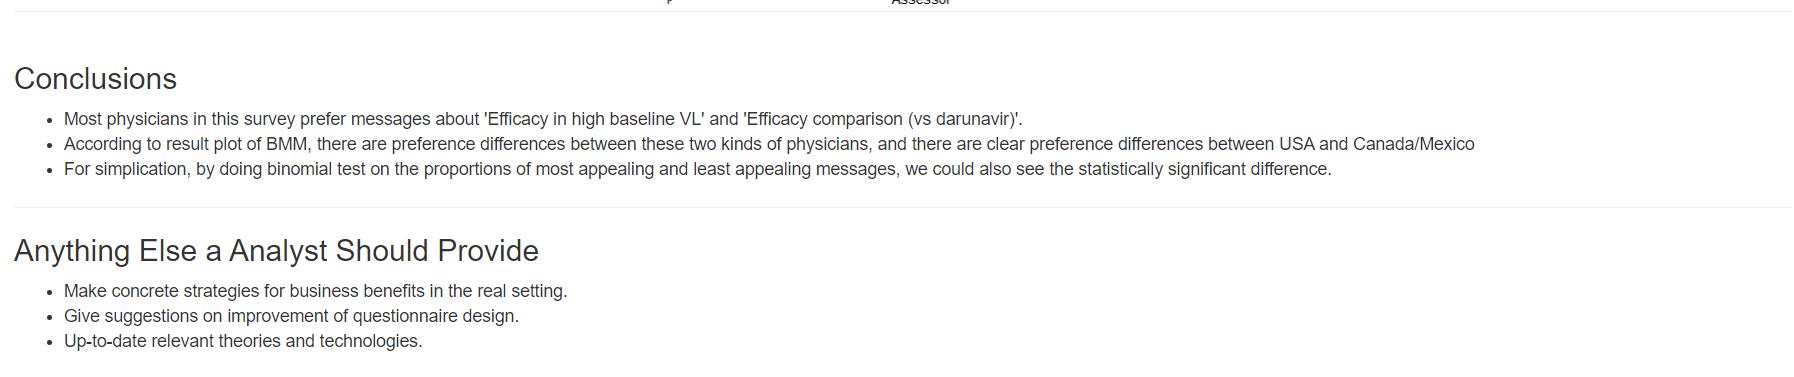 Assessor
Conclusions
Most physicians in this survey prefer messages about 'Efficacy in high baseline VL' and 'Efficacy comparison (vs darunavir)'.
According to result plot of BMM, there are preference differences between these two kinds of physicians, and there are clear preference differences between USA and Canada/Mexico
For simplication, by doing binomial test on the proportions of most appealing and least appealing messages, we could also see the statistically significant difference.
Anything Else a Analyst Should Provide
Make concrete strategies for business benefits in the real setting.
Give suggestions on improvement of questionnaire design.
Up-to-date relevant theories and technologies.